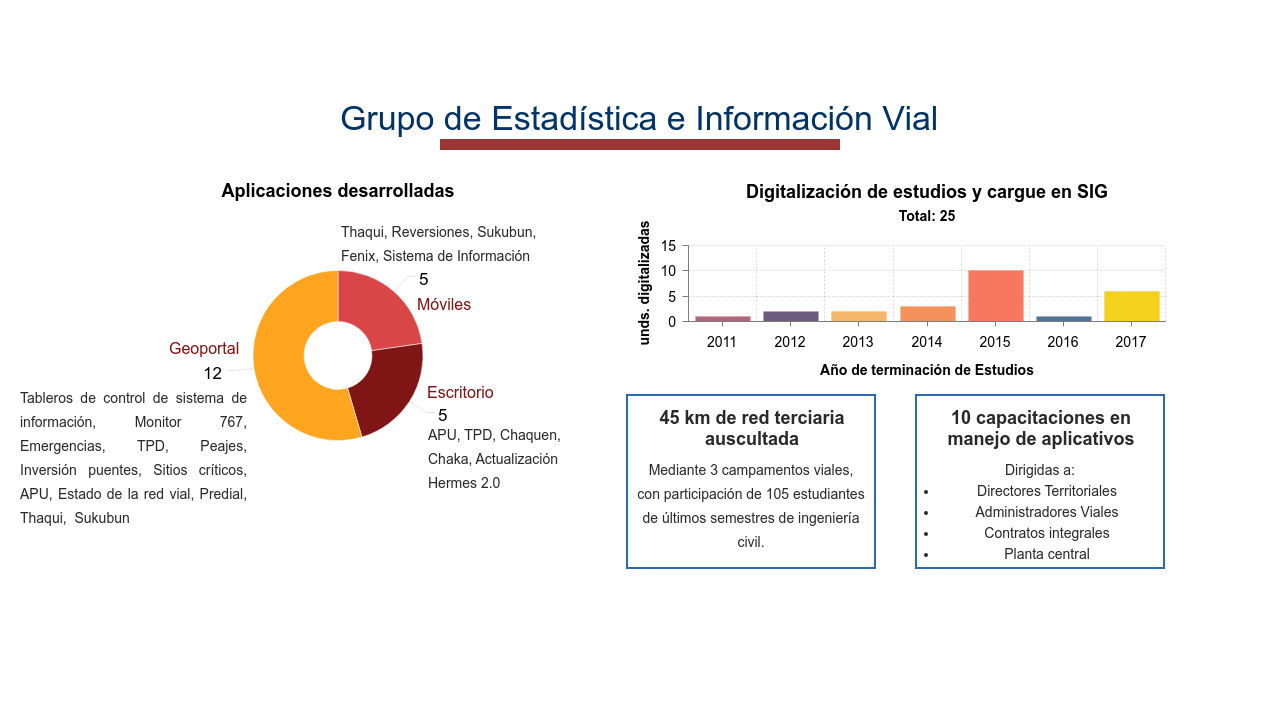 Grupo de Estadística e Información Vial
Aplicaciones desarrolladas
Thaqui, Reversiones, Sukubun,
Fenix, Sistema de Información
5
Móviles
Geoportal
12
Tableros de control de sistema de
información, Monitor 767,
Emergencias, TPD, Peajes,
Inversión puentes, Sitios críticos,
APU, Estado de la red vial, Predial,
Thaqui, Sukubun
Escritorio
5
APU, TPD, Chaquen,
Chaka, Actualización
Hermes 2.0
Digitalización de estudios y cargue en SIG
Total: 25
unds. digitalizadas
15
10
5
0
2011 2012 2013 2014 2015 2016 2017
Año de terminación de Estudios
45 km de red terciaria
auscultada
Mediante 3 campamentos viales,
con participación de 105 estudiantes
de últimos semestres de ingeniería
civil.
10 capacitaciones en
manejo de aplicativos
Dirigidas a:
• Directores Territoriales
• Administradores Viales
• Contratos integrales
• Planta central